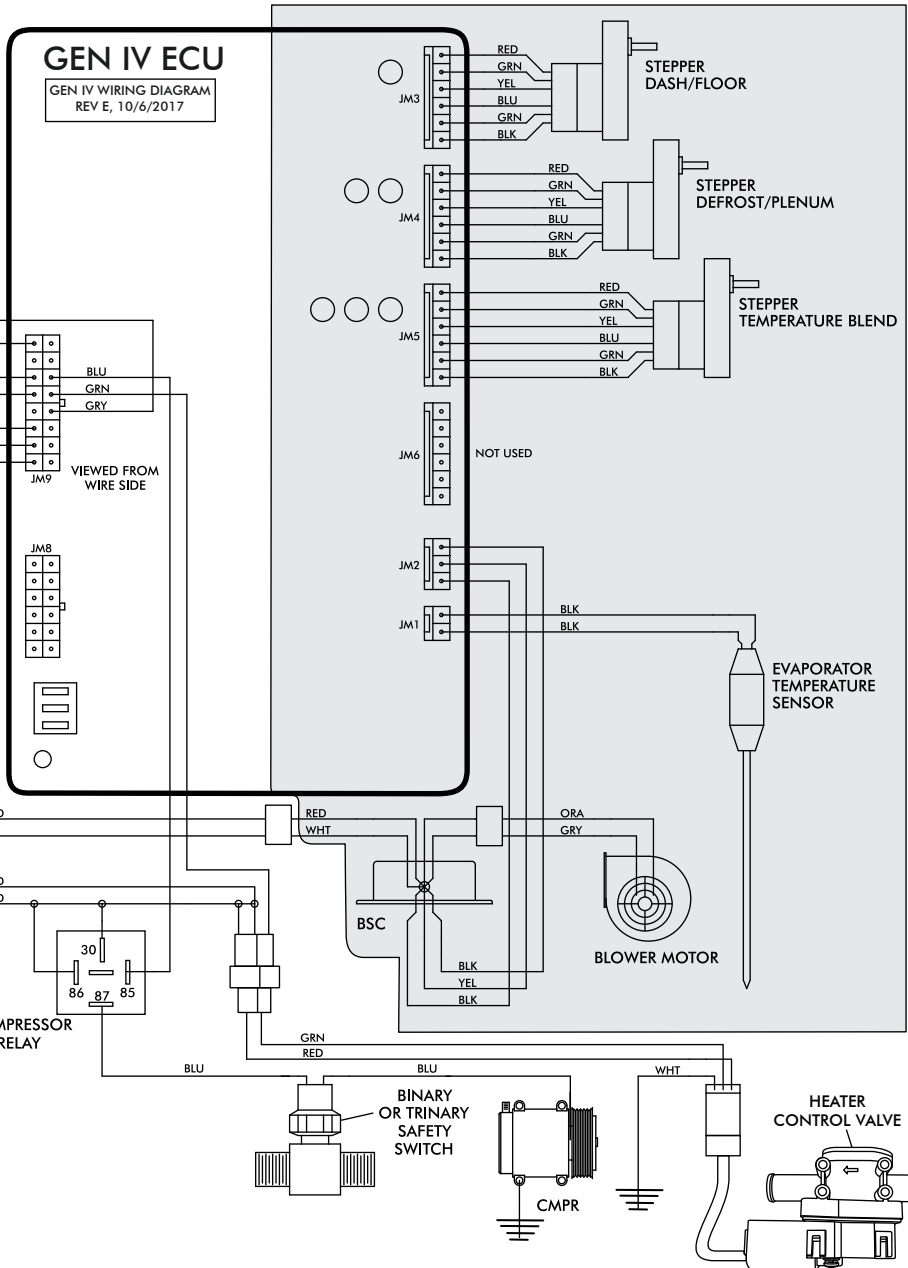 GEN IV ECU
GEN IV WIRING DIAGRAM
REV E, 10/6/2017
JM3
RED
GRN
YEL
BLU
GRN
BLK
STEPPER
DASH/FLOOR
JM4
RED
GRN
YEL
BLU
GRN
BLK
STEPPER
DEFROST/PLENUM
JM5
RED
GRN
YEL
BLU
GRN
BLK
STEPPER
TEMPERATURE BLEND
BLU
GRN
GRY
JM9
VIEWED FROM
WIRE SIDE
JM6
NOT USED
JM8
JM2
JM1
BLK
BLK
EVAPORATOR
TEMPERATURE
SENSOR
RED
WHT
ORA
GRY
BSC
BLOWER MOTOR
BLK
YEL
BLK
30
86
87
85
MPRESSOR
RELAY
GRN
RED
BLU
BLU
WHT
BINARY
OR TRINARY
SAFETY
SWITCH
CMPR
HEATER
CONTROL VALVE